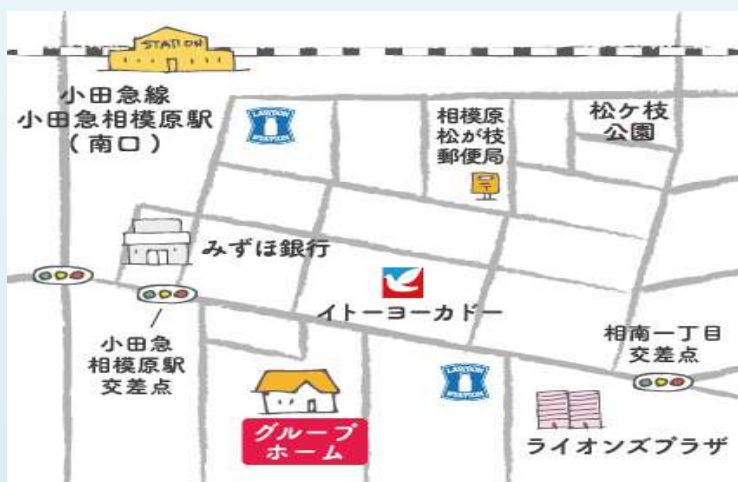 STATION
小田急線
小田急相模原駅
(南口)
LAWSON
STATION
相模原
松が枝
郵便局
松ケ枝
公園
みずほ銀行
イトーヨーカドー
小田急
相模原駅
交差点
相南一丁目
交差点
LAWSON
STATION
グループ
ホーム
ライオンズプラザ